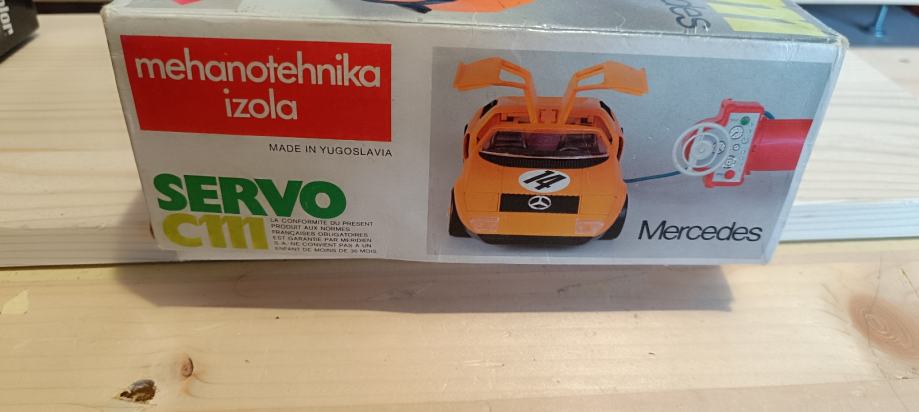 mehanotehnika
izola
MADE IN YUGOSLAVIA
SERVO
cm
LA CONFORMITE DU PRESENT
PRODUIT AUX NORMES
FRANÇAISES OBLIGATOIRES
EST GARANTIE PAR MERIDIEN
S.A. NE CONVIENT PAS A UN
ENFANT DE MOINS DE 36 MOIS.
14
Mercedes